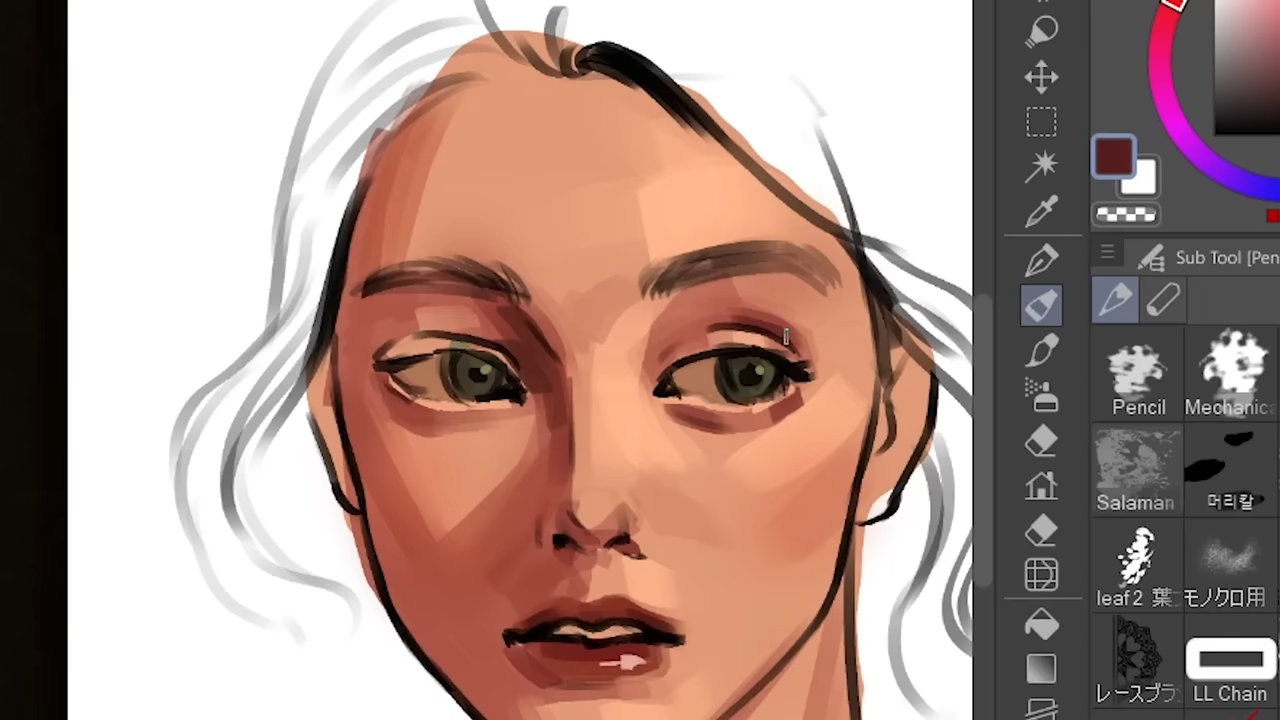 Sub Tool [Pen
Pencil
Mechanic
Salaman
머리칼
leaf2 葉
モノクロ用
レースブラ
LL Chain